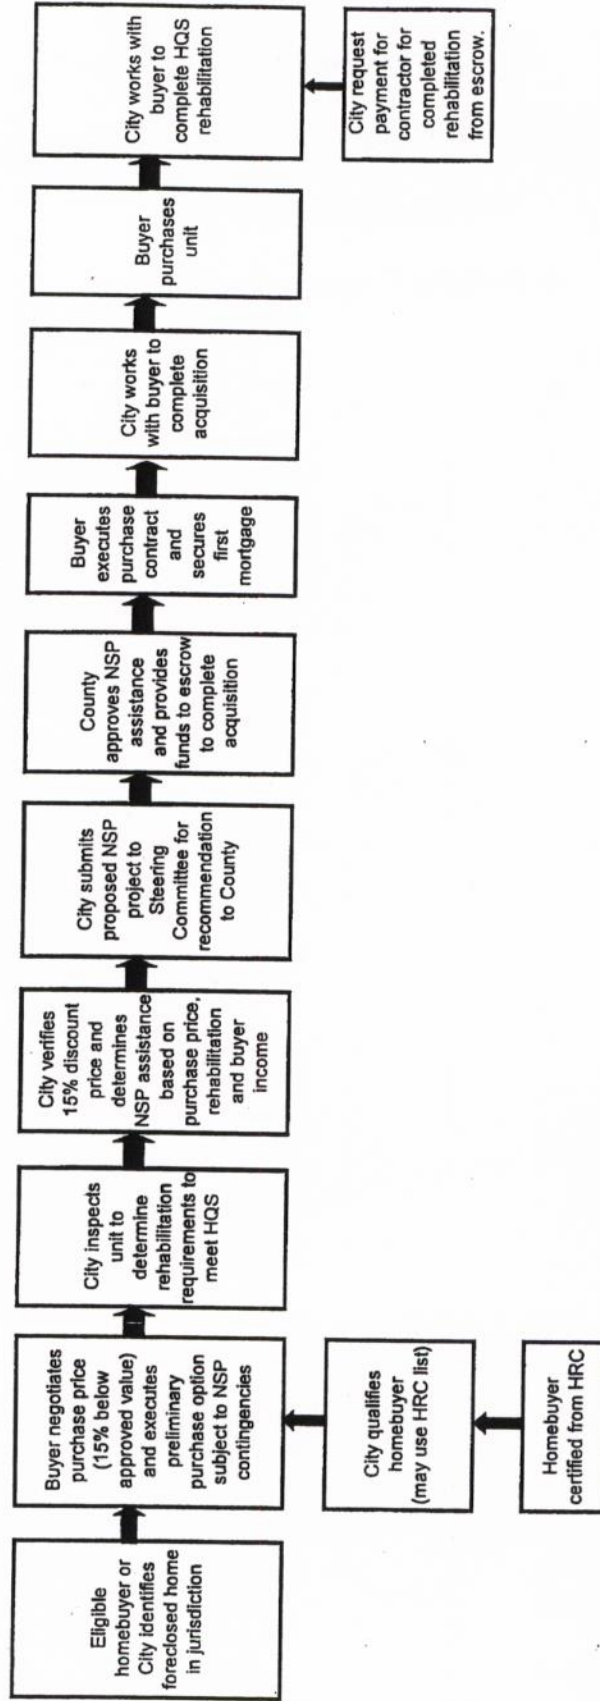 Eligible
homebuyer or
City identifies
foreclosed home
in jurisdiction
Buyer negotiates
purchase price
(15% below
approved value)
and executes
preliminary
purchase option
subject to NSP
contingencies
City qualifies
homebuyer
(may use HRC list)
Homebuyer
certified from HRC
City inspects
unit to
determine
rehabilitation
requirements to
meet HQS
City verifies
15% discount
price and
determines
NSP assistance
based on
purchase price,
rehabilitation
and buyer
income
City submits
proposed NSP
project to
Steering
Committee for
recommendation
to County
County
approves NSP
assistance
and provides
funds to escrow
to complete
acquisition
Buyer
executes
purchase
contract
and
secures
first
mortgage
City works
with buyer to
complete
acquisition
Buyer
purchases
unit
City works with
buyer to
complete HQS
rehabilitation
City request
payment for
contractor for
completed
rehabilitation
from escrow.